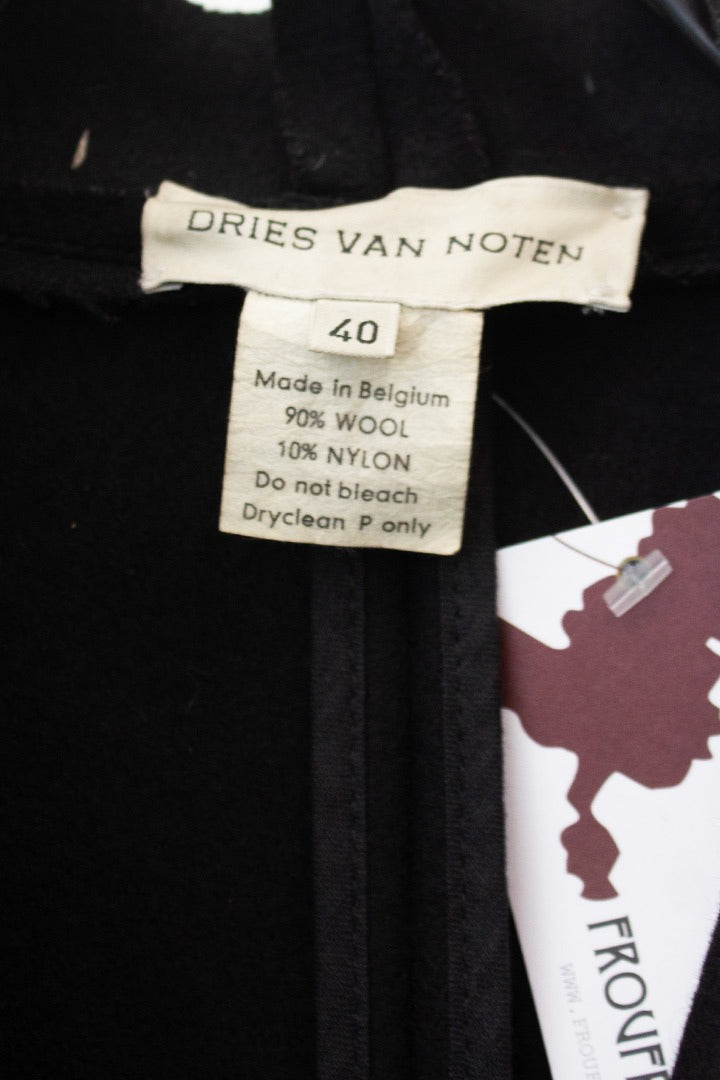 DRIES VAN NOTEN
40
Made in Belgium
90% WOOL
10% NYLON
Do not bleach
Dryclean P only